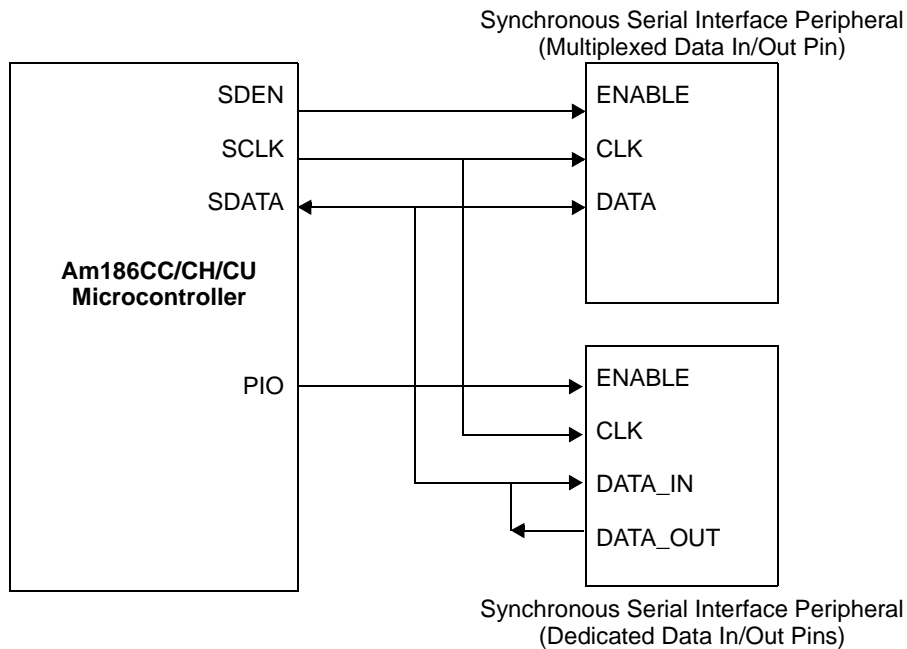 Synchronous Serial Interface Peripheral
(Multiplexed Data In/Out Pin)
SDEN
ENABLE
SCLK
CLK
SDATA
DATA
Am186CC/CH/CU
Microcontroller
PIO
ENABLE
CLK
DATA_IN
DATA_OUT
Synchronous Serial Interface Peripheral
(Dedicated Data In/Out Pins)